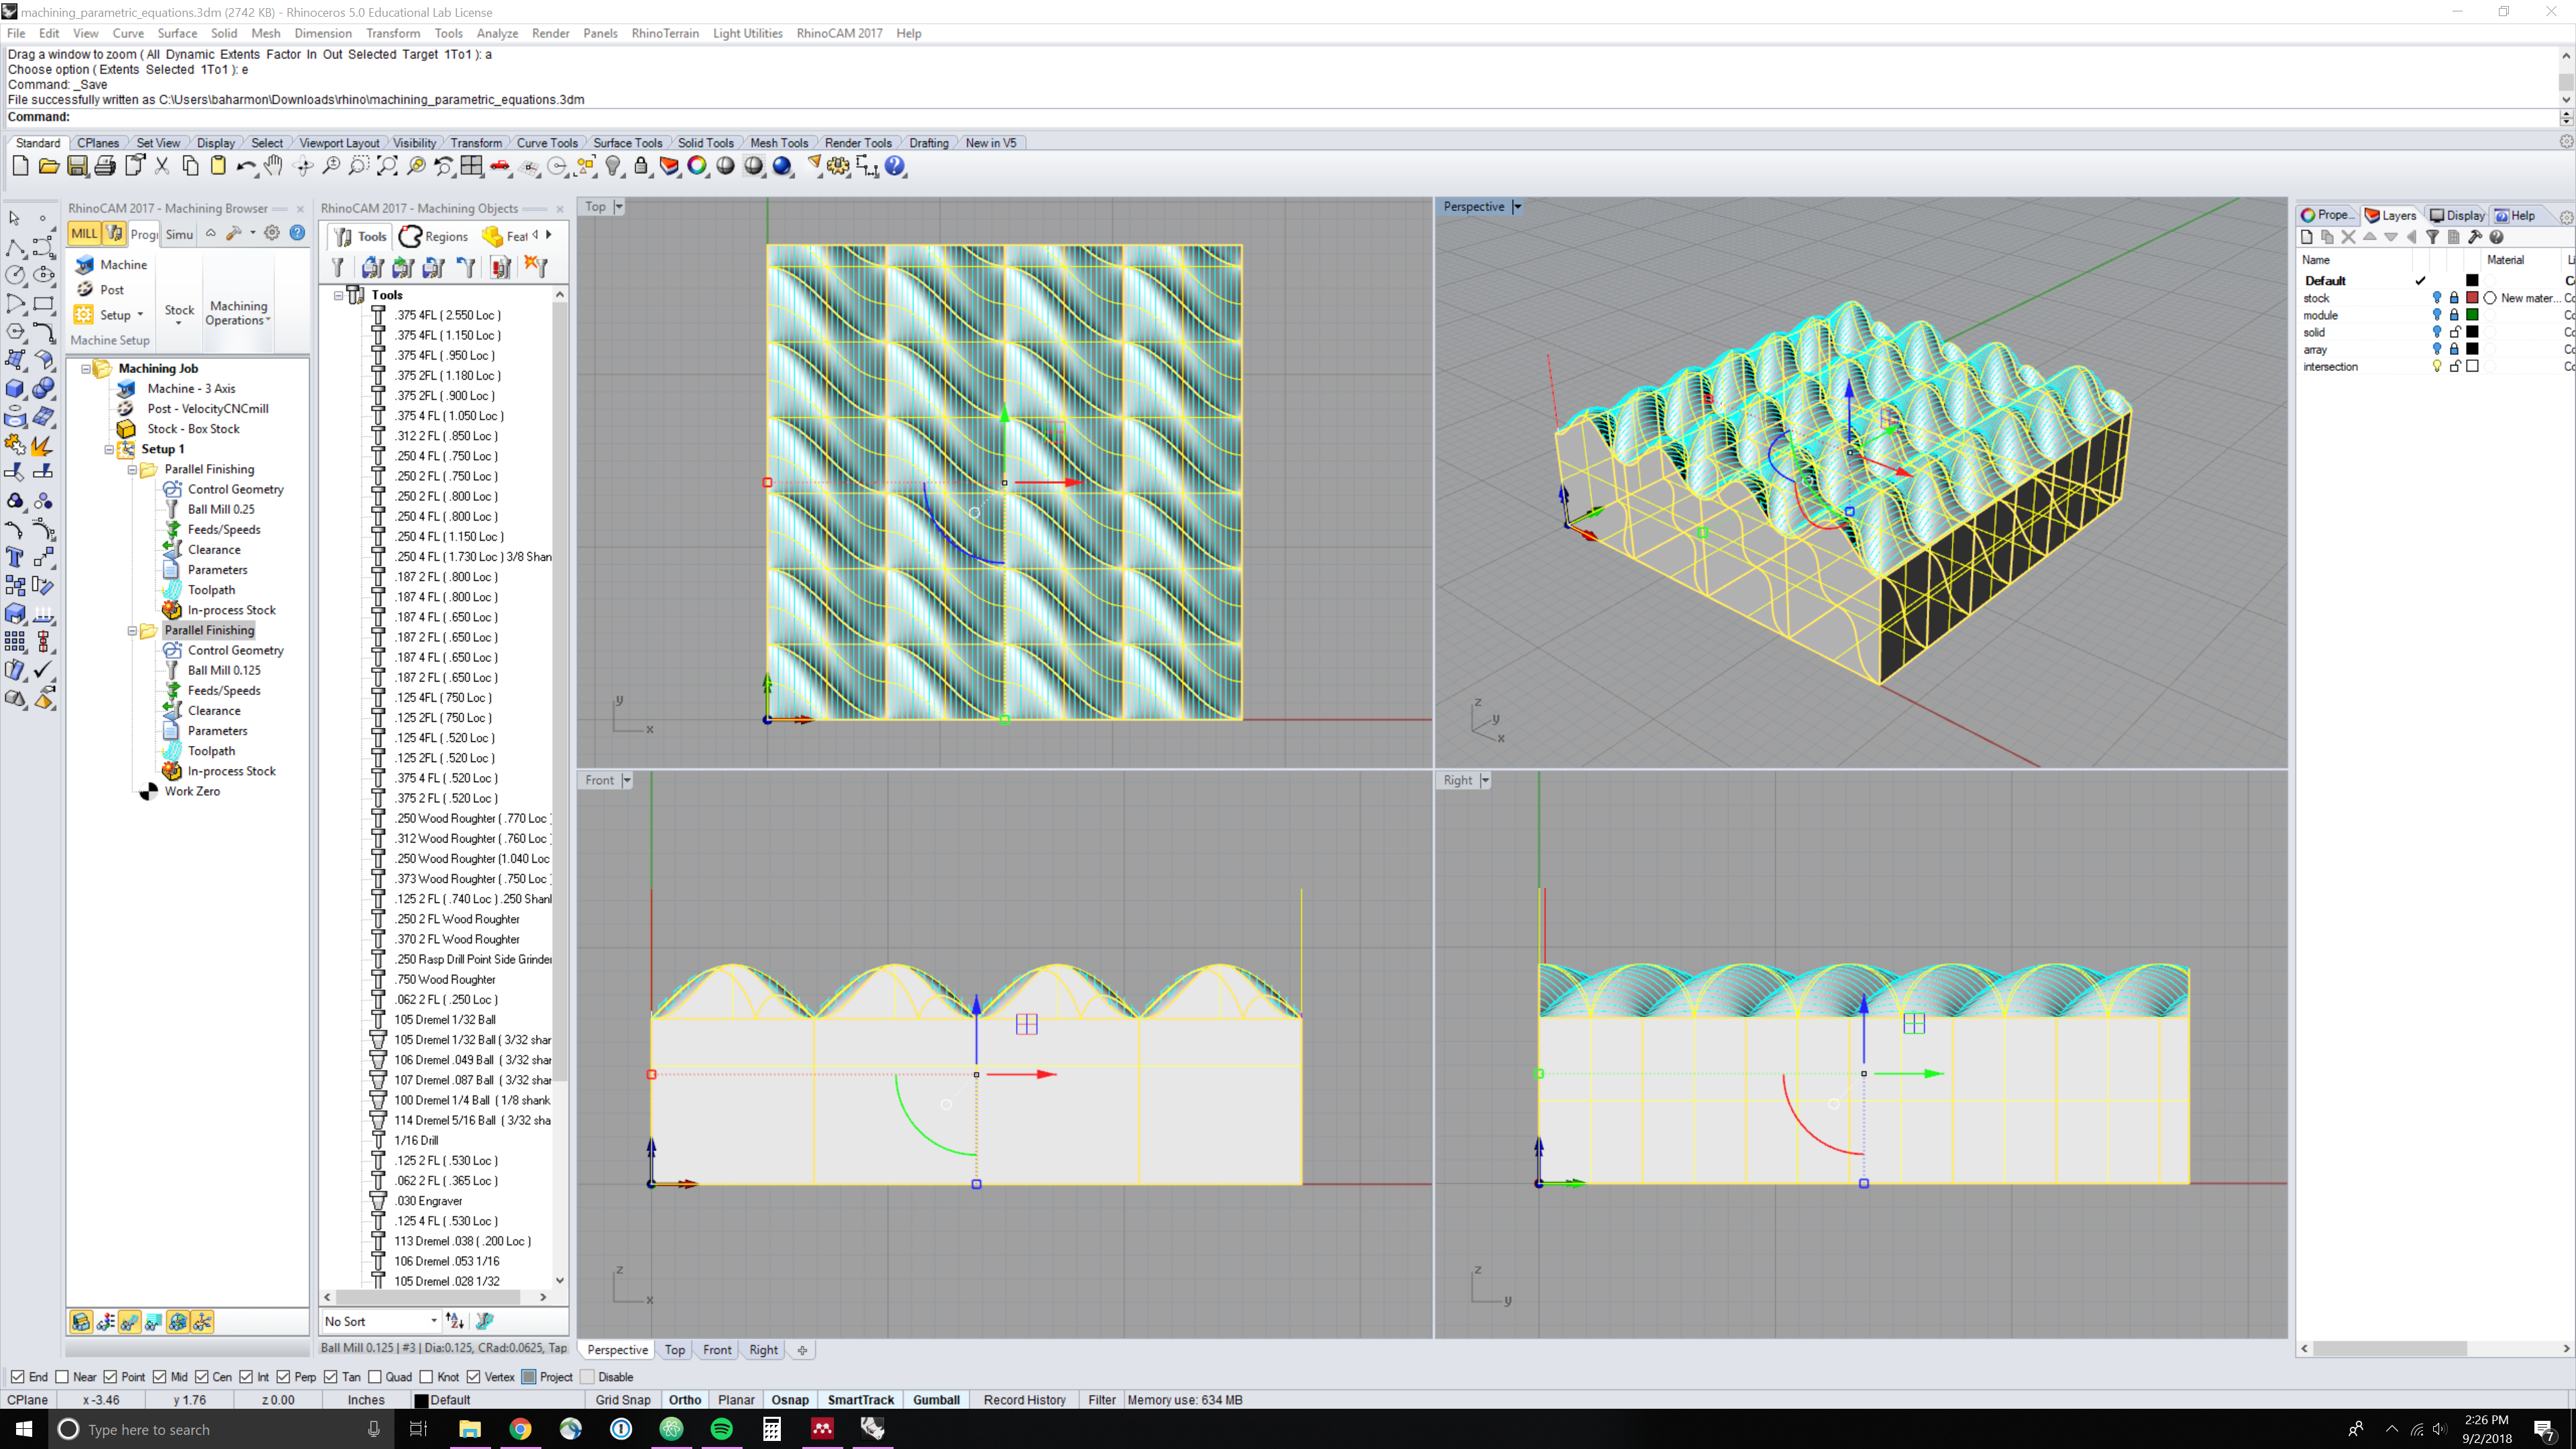 machining_parametric_equations.3dm (2742 KB) - Rhinoceros 5.0 Educational Lab License
File Edit View Curve Surface Solid Mesh Dimension Transform Tools Analyze Render Panels RhinoTerrain Light Utilities RhinoCAM 2017 Help
Drag a window to zoom ( All Dynamic Extents Factor In Out Selected Target 1To1 ): a
Choose option ( Extents Selected 1To1 ): e
Command: _Save
File successfully written as C:\Users\baharmon\Downloads\rhino\machining_parametric_equations.3dm
Command:
Standard CPlanes Set View Display Select Viewport Layout Visibility Transform Curve Tools Surface Tools Solid Tools Mesh Tools Render Tools Drafting New in V5
RhinoCAM 2017 - Machining Browser
MILL Progr Simu
Machine
Post
Setup
Machine Setup
Stock
Machining Operations
Machining Job
Machine - 3 Axis
Post - VelocityCNCmill
Stock - Box Stock
Setup 1
Parallel Finishing
Control Geometry
Ball Mill 0.25
Feeds/Speeds
Clearance
Parameters
Toolpath
In-process Stock
Parallel Finishing
Control Geometry
Ball Mill 0.125
Feeds/Speeds
Clearance
Parameters
Toolpath
In-process Stock
Work Zero
RhinoCAM 2017 - Machining Objects
Tools Regions Feat
Tools
.375 4FL ( 2.550 Loc )
.375 4FL ( 1.150 Loc )
.375 4FL ( .950 Loc )
.375 2FL ( 1.180 Loc )
.375 2FL ( .900 Loc )
.375 4 FL ( 1.050 Loc )
.312 2 FL ( .850 Loc )
.250 4 FL ( .750 Loc )
.250 2 FL ( .750 Loc )
.250 2 FL ( .800 Loc )
.250 4 FL ( .800 Loc )
.250 4 FL ( 1.150 Loc )
.250 4 FL ( 1.730 Loc ) 3/8 Shan
.187 2 FL ( .800 Loc )
.187 4 FL ( .800 Loc )
.187 4 FL ( .650 Loc )
.187 2 FL ( .650 Loc )
.187 4 FL ( .650 Loc )
.187 2 FL ( .650 Loc )
.125 4FL ( 750 Loc )
.125 2FL ( 750 Loc )
.125 4FL ( .520 Loc )
.125 2FL ( .520 Loc )
.375 4 FL ( .520 Loc )
.375 2 FL ( .520 Loc )
.250 Wood Roughter ( .770 Loc )
.312 Wood Roughter ( .760 Loc )
.250 Wood Roughter (1.040 Loc
.373 Wood Roughter ( .750 Loc )
.125 2 FL ( .740 Loc ) .250 Shank
.250 2 FL Wood Roughter
.370 2 FL Wood Roughter
.250 Rasp Drill Point Side Grinder
.750 Wood Roughter
.062 2 FL ( .250 Loc )
105 Dremel 1/32 Ball
105 Dremel 1/32 Ball ( 3/32 shar
106 Dremel .049 Ball ( 3/32 shar
107 Dremel .087 Ball ( 3/32 shar
100 Dremel 1/4 Ball ( 1/8 shank
114 Dremel 5/16 Ball ( 3/32 sha
1/16 Drill
.125 2 FL ( .530 Loc )
.062 2 FL ( .365 Loc )
.030 Engraver
.125 4 FL ( .530 Loc )
113 Dremel .038 ( .200 Loc )
106 Dremel .053 1/16
105 Dremel .028 1/32
No Sort
Ball Mill 0.125 | #3 | Dia:0.125, CRad:0.0625, Tap
Top
y
x
Perspective
z
y
x
Front
z
x
Right
z
y
Perspective Top Front Right
Prope... Layers Display Help
Name Material Li
Default Co
stock New mater... Co
module Co
solid Co
array Co
intersection Co
End Near Point Mid Cen Int Perp Tan Quad Knot Vertex Project Disable
CPlane x -3.46 y 1.76 z 0.00 Inches Default Grid Snap Ortho Planar Osnap SmartTrack Gumball Record History Filter Memory use: 634 MB
Type here to search
2:26 PM
9/2/2018
7